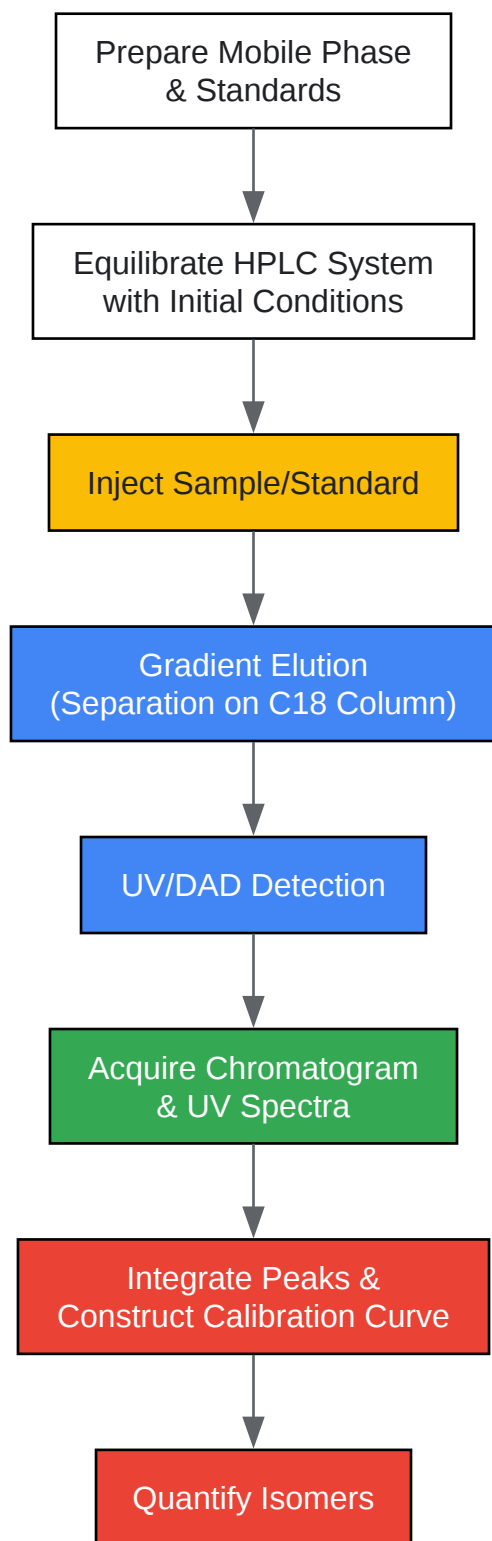 Prepare Mobile Phase
& Standards
Equilibrate HPLC System
with Initial Conditions
Inject Sample/Standard
Gradient Elution
(Separation on C18 Column)
UV/DAD Detection
Acquire Chromatogram
& UV Spectra
Integrate Peaks &
Construct Calibration Curve
Quantify Isomers